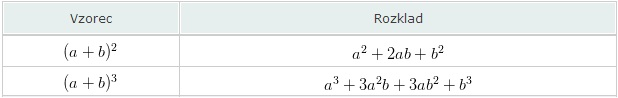 Vzorec Rozklad
(a + b)² a² + 2ab + b²
(a + b)³ a³ + 3a²b + 3ab² + b³